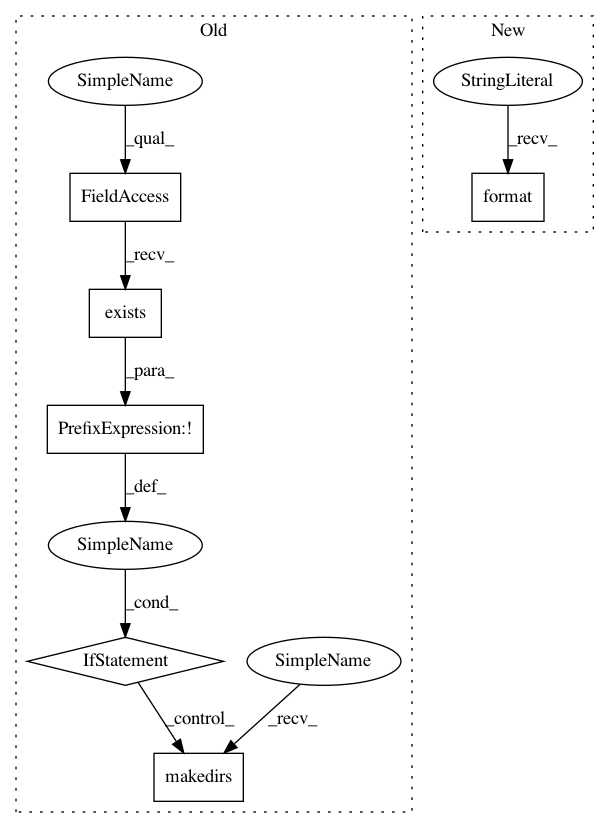 Old
New
SimpleName
StringLiteral
_qual_
_recv_
FieldAccess
format
_recv_
exists
_para_
PrefixExpression:!
_def_
SimpleName
_cond_
IfStatement
SimpleName
_control_
_recv_
makedirs